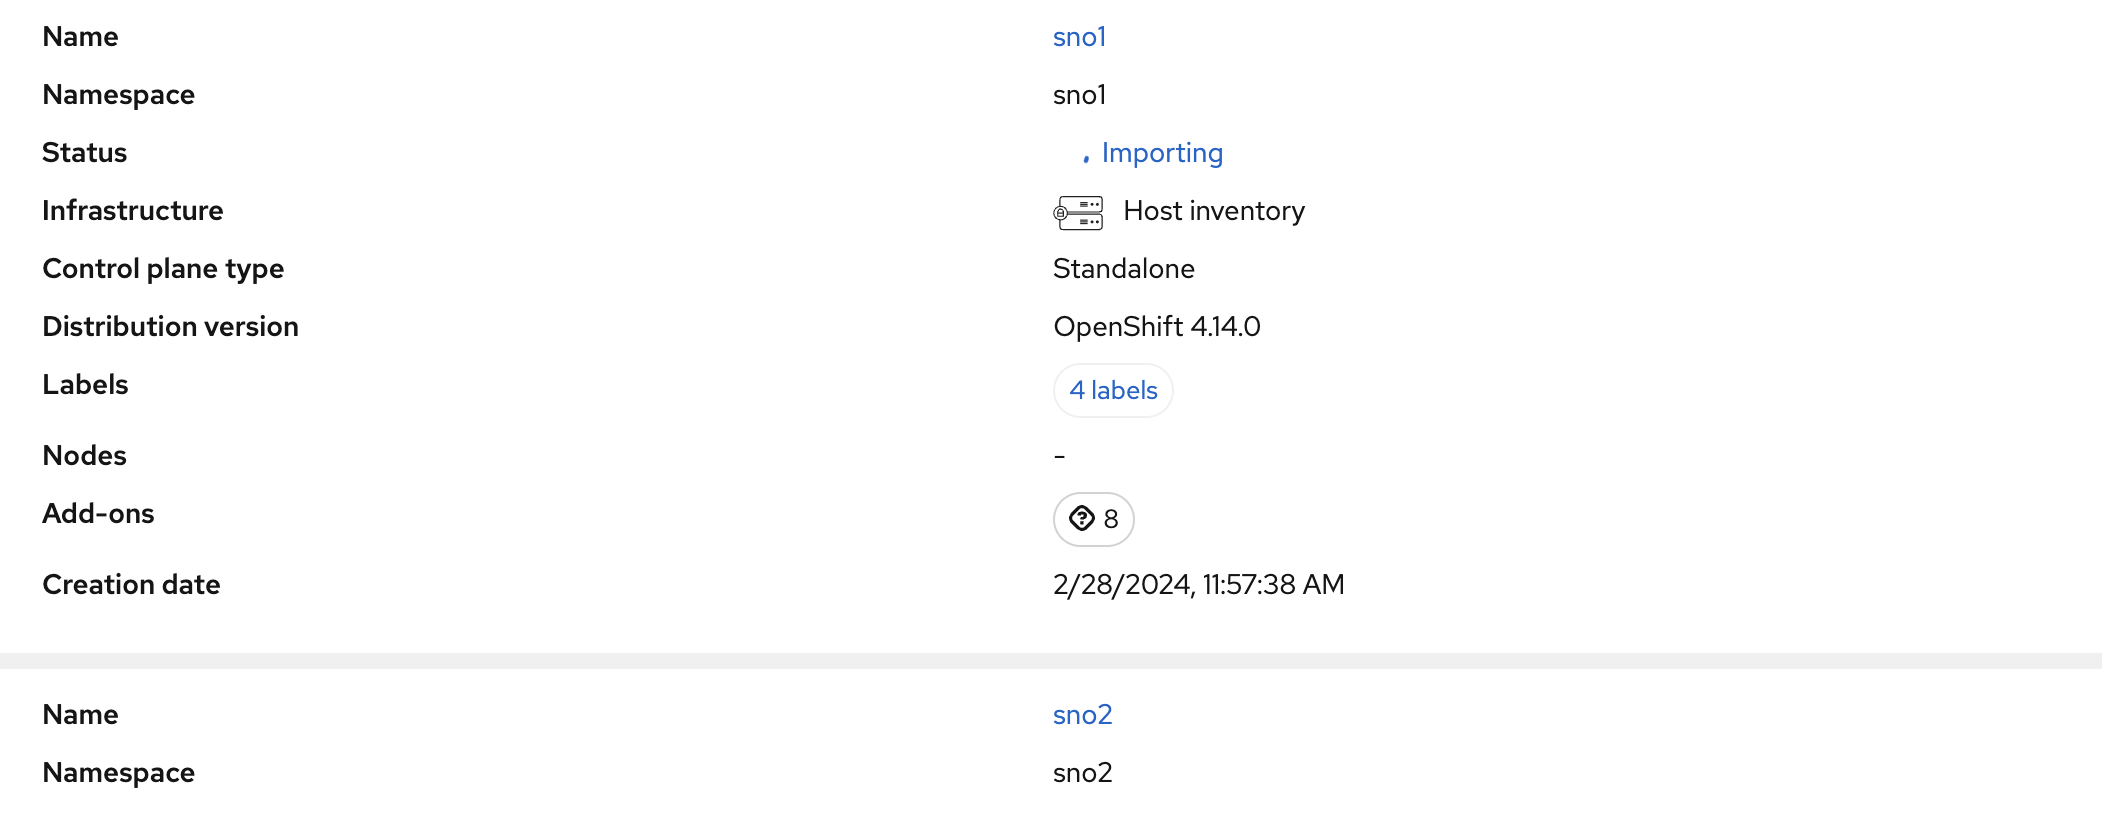 Name sno1
Namespace sno1
Status Importing
Infrastructure Host inventory
Control plane type Standalone
Distribution version OpenShift 4.14.0
Labels 4 labels
Nodes -
Add-ons 8
Creation date 2/28/2024, 11:57:38 AM
Name sno2
Namespace sno2